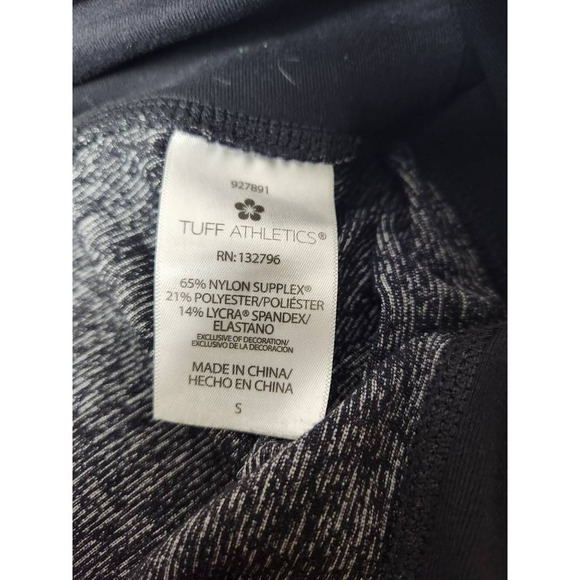 927891
TUFF ATHLETICS®
RN: 132796
65% NYLON SUPLEX®
21% POLYESTER/POLIÉSTER
14% LYCRA® SPANDEX/
ELASTANO
EXCLUSIVE OF DECORATION/
EXCLUSIVO DE LA DECORACIÓN
MADE IN CHINA/
HECHO EN CHINA
S